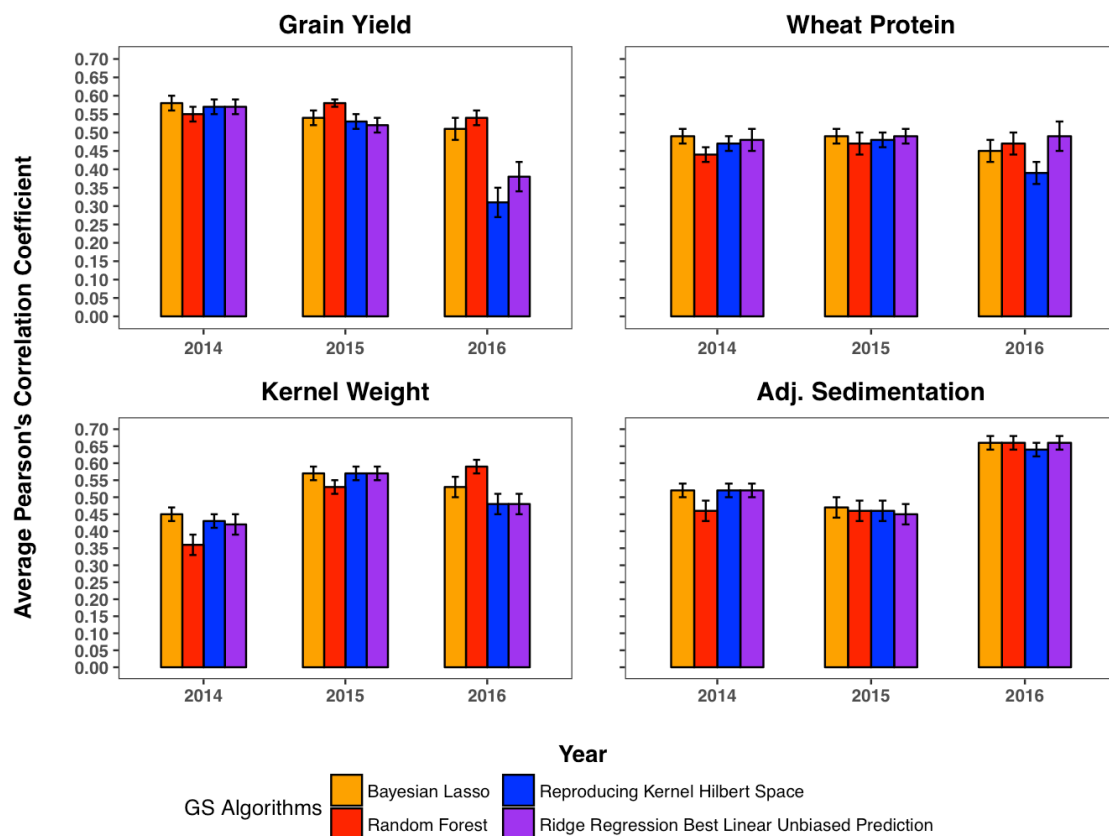 Grain Yield
Wheat Protein
0.70
0.65
0.60
0.55
0.50
0.45
0.40
0.35
0.30
0.25
0.20
0.15
0.10
0.05
0.00
2014 2015 2016
2014 2015 2016
Kernel Weight
Adj. Sedimentation
0.70
0.65
0.60
0.55
0.50
0.45
0.40
0.35
0.30
0.25
0.20
0.15
0.10
0.05
0.00
2014 2015 2016
2014 2015 2016
Average Pearson's Correlation Coefficient
Year
GS Algorithms
Bayesian Lasso
Reproducing Kernel Hilbert Space
Random Forest
Ridge Regression Best Linear Unbiased Prediction